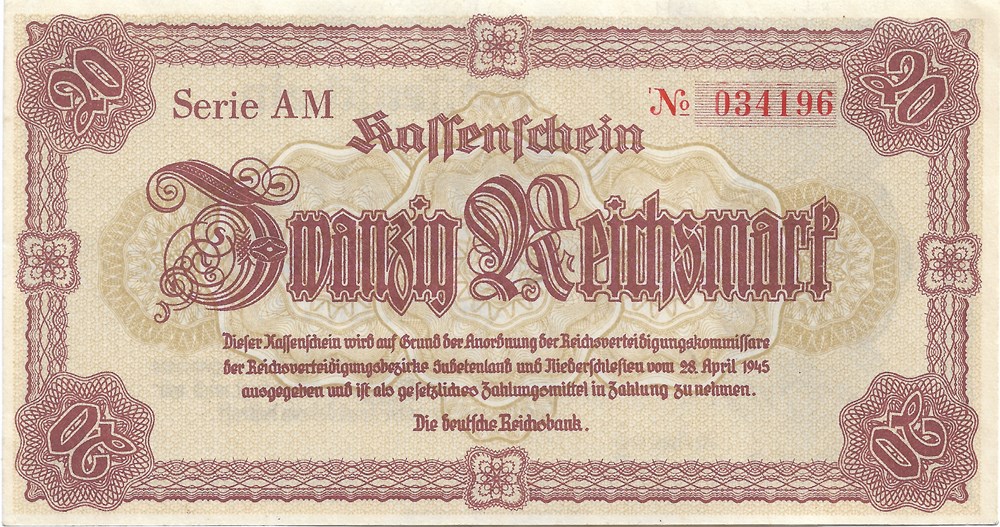 20
20
Serie AM
№ 034196
Kassenschein
Zwanzig Reichsmark
Dieser Kassenschein wird auf Grund der Anordnung der Reichsverteidigungskommissare
der Reichsverteidigungsbezirke Sudetenland und Niederschlesien vom 28. April 1945
ausgegeben und ist als gesetzliches Zahlungsmittel in Zahlung zu nehmen.
Die deutsche Reichsbank.
20
20